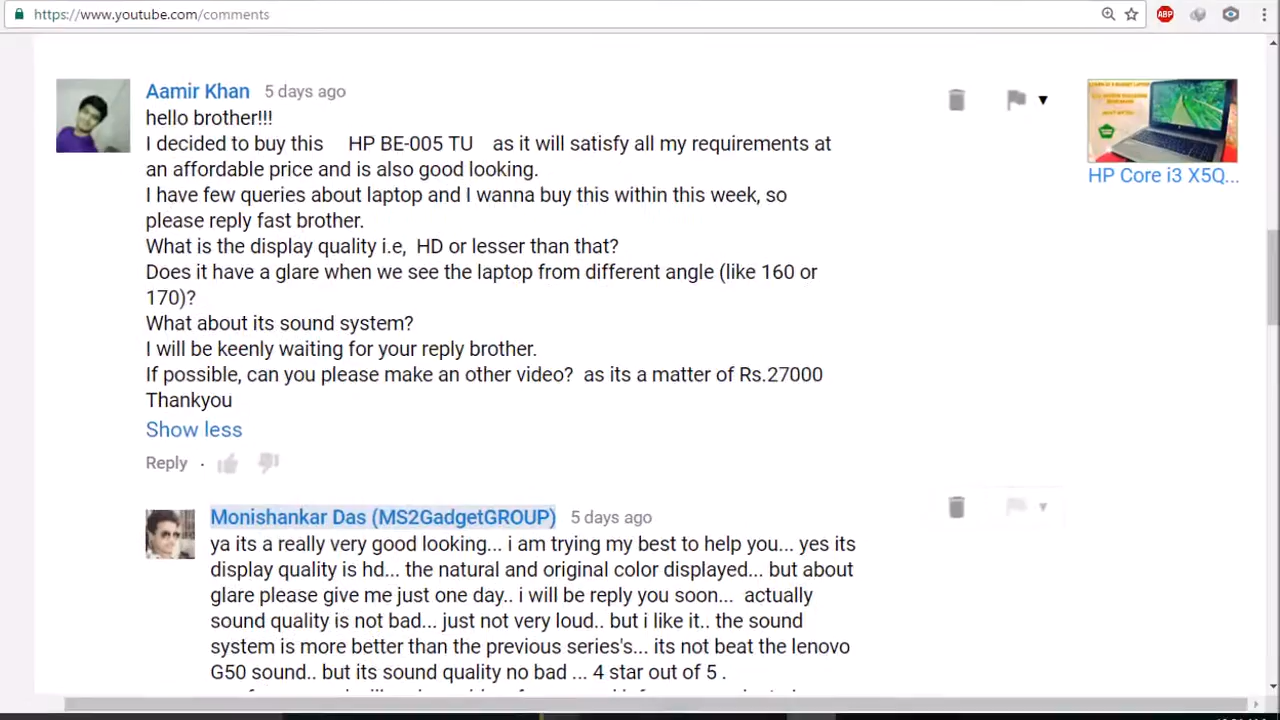 https://www.youtube.com/comments
ABP
Aamir Khan 5 days ago
hello brother!!!
I decided to buy this HP BE-005 TU as it will satisfy all my requirements at
an affordable price and is also good looking.
I have few queries about laptop and I wanna buy this within this week, so
please reply fast brother.
What is the display quality i.e, HD or lesser than that?
Does it have a glare when we see the laptop from different angle (like 160 or
170)?
What about its sound system?
I will be keenly waiting for your reply brother.
If possible, can you please make an other video? as its a matter of Rs.27000
Thankyou
Show less
Reply ·
HP Core i3 X5Q...
Monishankar Das (MS2GadgetGROUP) 5 days ago
ya its a really very good looking... i am trying my best to help you... yes its
display quality is hd... the natural and original color displayed... but about
glare please give me just one day.. i will be reply you soon... actually
sound quality is not bad... just not very loud.. but i like it.. the sound
system is more better than the previous series's... its not beat the lenovo
G50 sound.. but its sound quality no bad ... 4 star out of 5 .